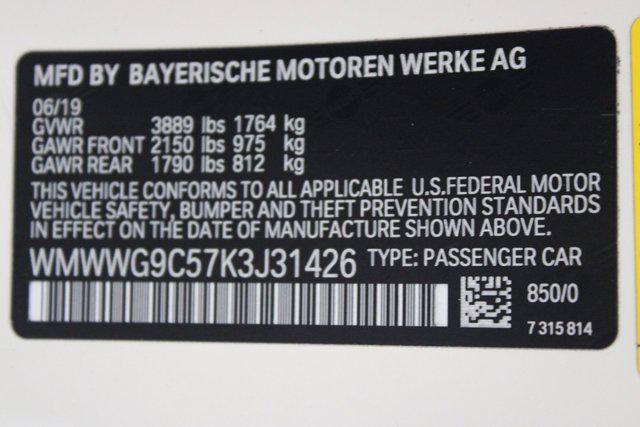 MFD BY BAYERISCHE MOTOREN WERKE AG
06/19
GVWR 3889 lbs 1764 kg
GAWR FRONT 2150 lbs 975 kg
GAWR REAR 1790 lbs 812 kg
THIS VEHICLE CONFORMS TO ALL APPLICABLE U.S.FEDERAL MOTOR
VEHICLE SAFETY, BUMPER AND THEFT PREVENTION STANDARDS
IN EFFECT ON THE DATE OF MANUFACTURE SHOWN ABOVE.
WMWWG9C57K3J31426 TYPE: PASSENGER CAR
850/0
7 315 814